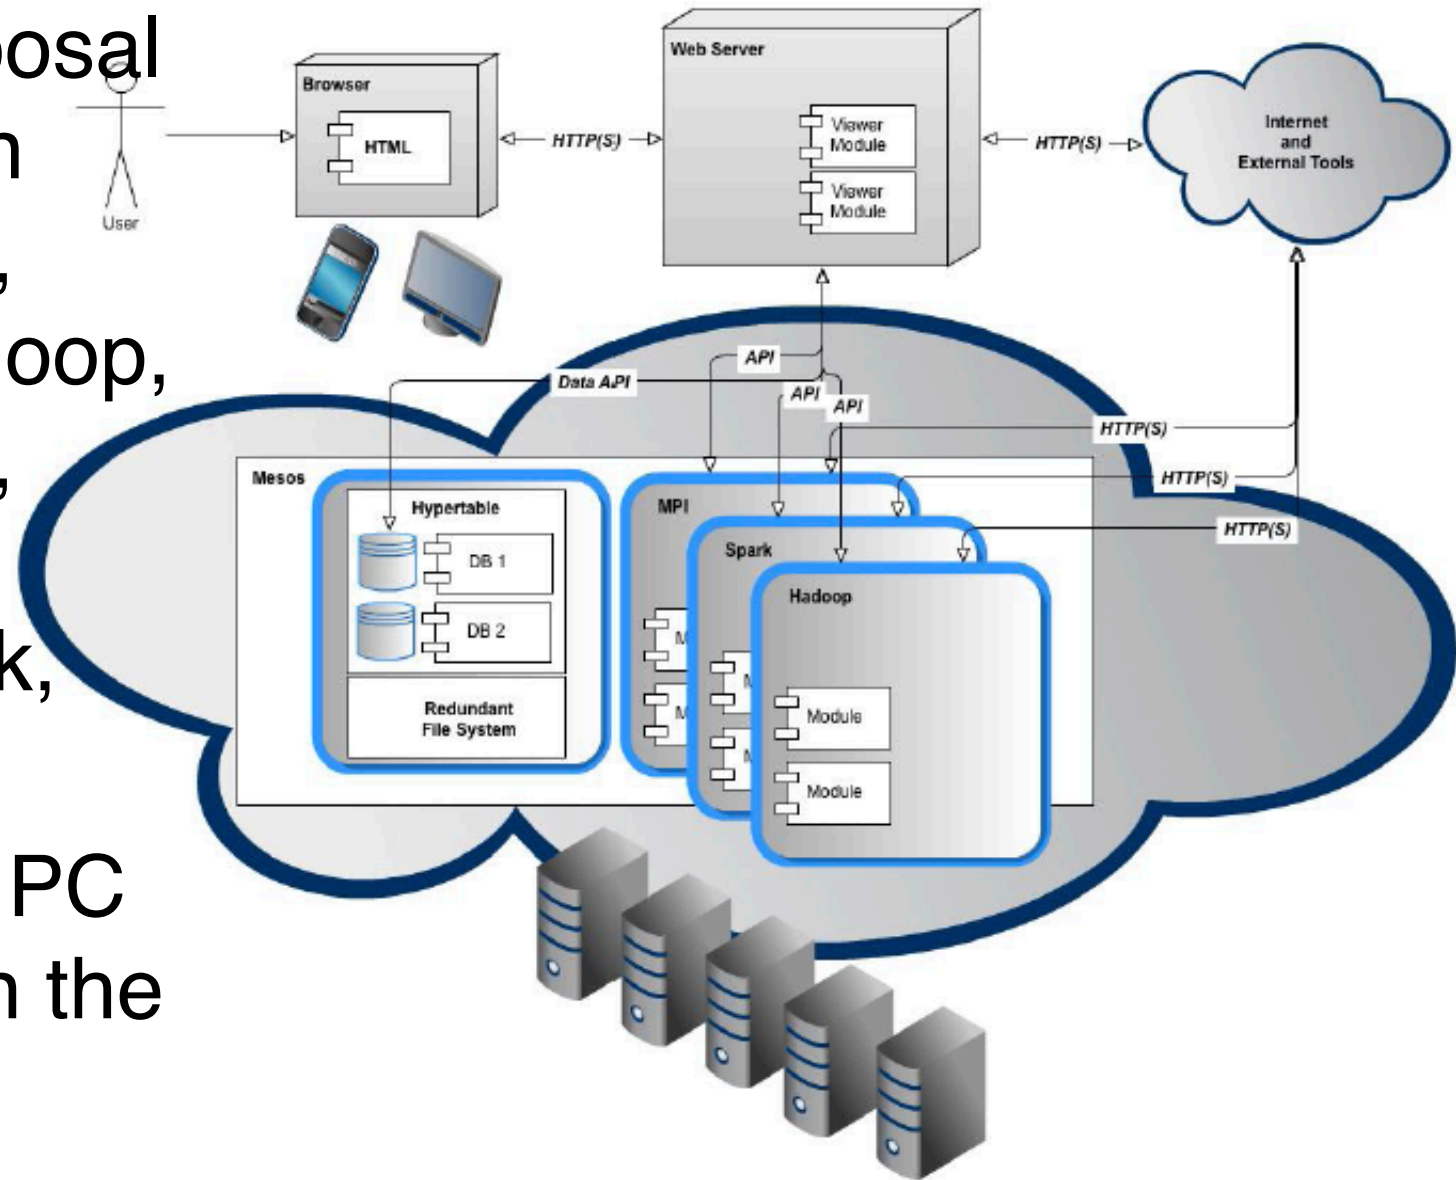 posal
n
,
oop,
,
k,
PC
n the
User
Browser
HTML
HTTP(S)
Web Server
Viewer
Module
Viewer
Module
HTTP(S)
Internet
and
External Tools
API
Data API
API
API
HTTP(S)
HTTP(S)
HTTP(S)
Mesos
Hypertable
DB 1
DB 2
Redundant
File System
MPI
M
M
Spark
Hadoop
Module
Module